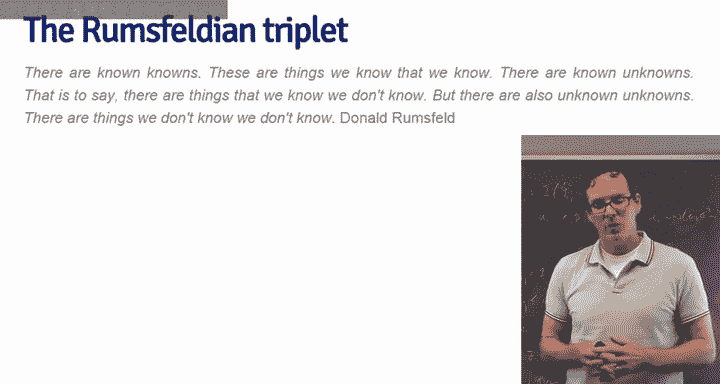 The Rumsfeldian triplet
There are known knowns. These are things we know that we know. There are known unknowns.
That is to say, there are things that we know we don't know. But there are also unknown unknowns.
There are things we don't know we don't know. Donald Rumsfeld